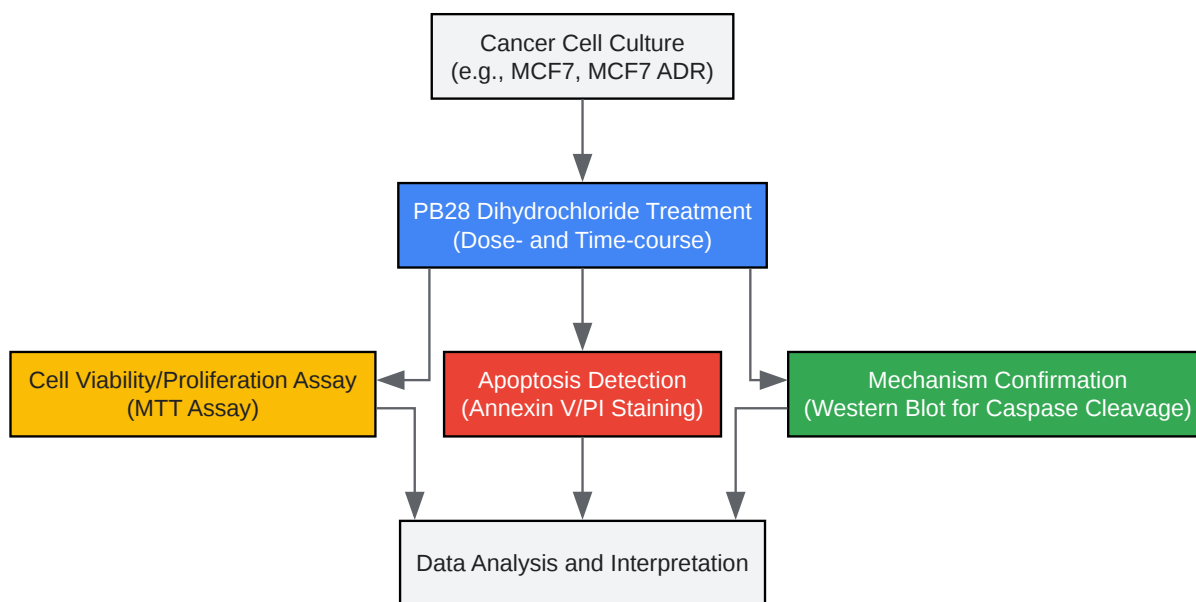 Cancer Cell Culture
(e.g., MCF7, MCF7 ADR)
PB28 Dihydrochloride Treatment
(Dose- and Time-course)
Cell Viability/Proliferation Assay
(MTT Assay)
Apoptosis Detection
(Annexin V/PI Staining)
Mechanism Confirmation
(Western Blot for Caspase Cleavage)
Data Analysis and Interpretation